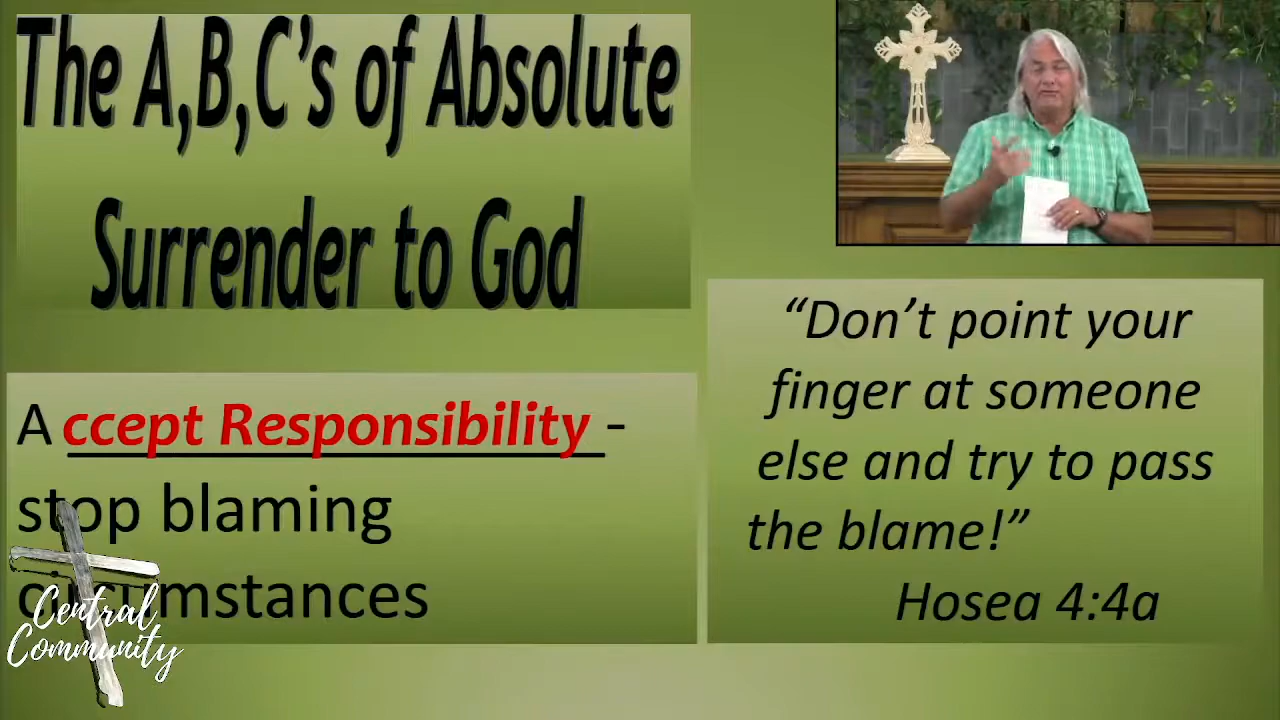 The A,B,C's of Absolute
Surrender to God
Accept Responsibility -
stop blaming
circumstances
“Don’t point your
finger at someone
else and try to pass
the blame!”
Hosea 4:4a
Central
Community